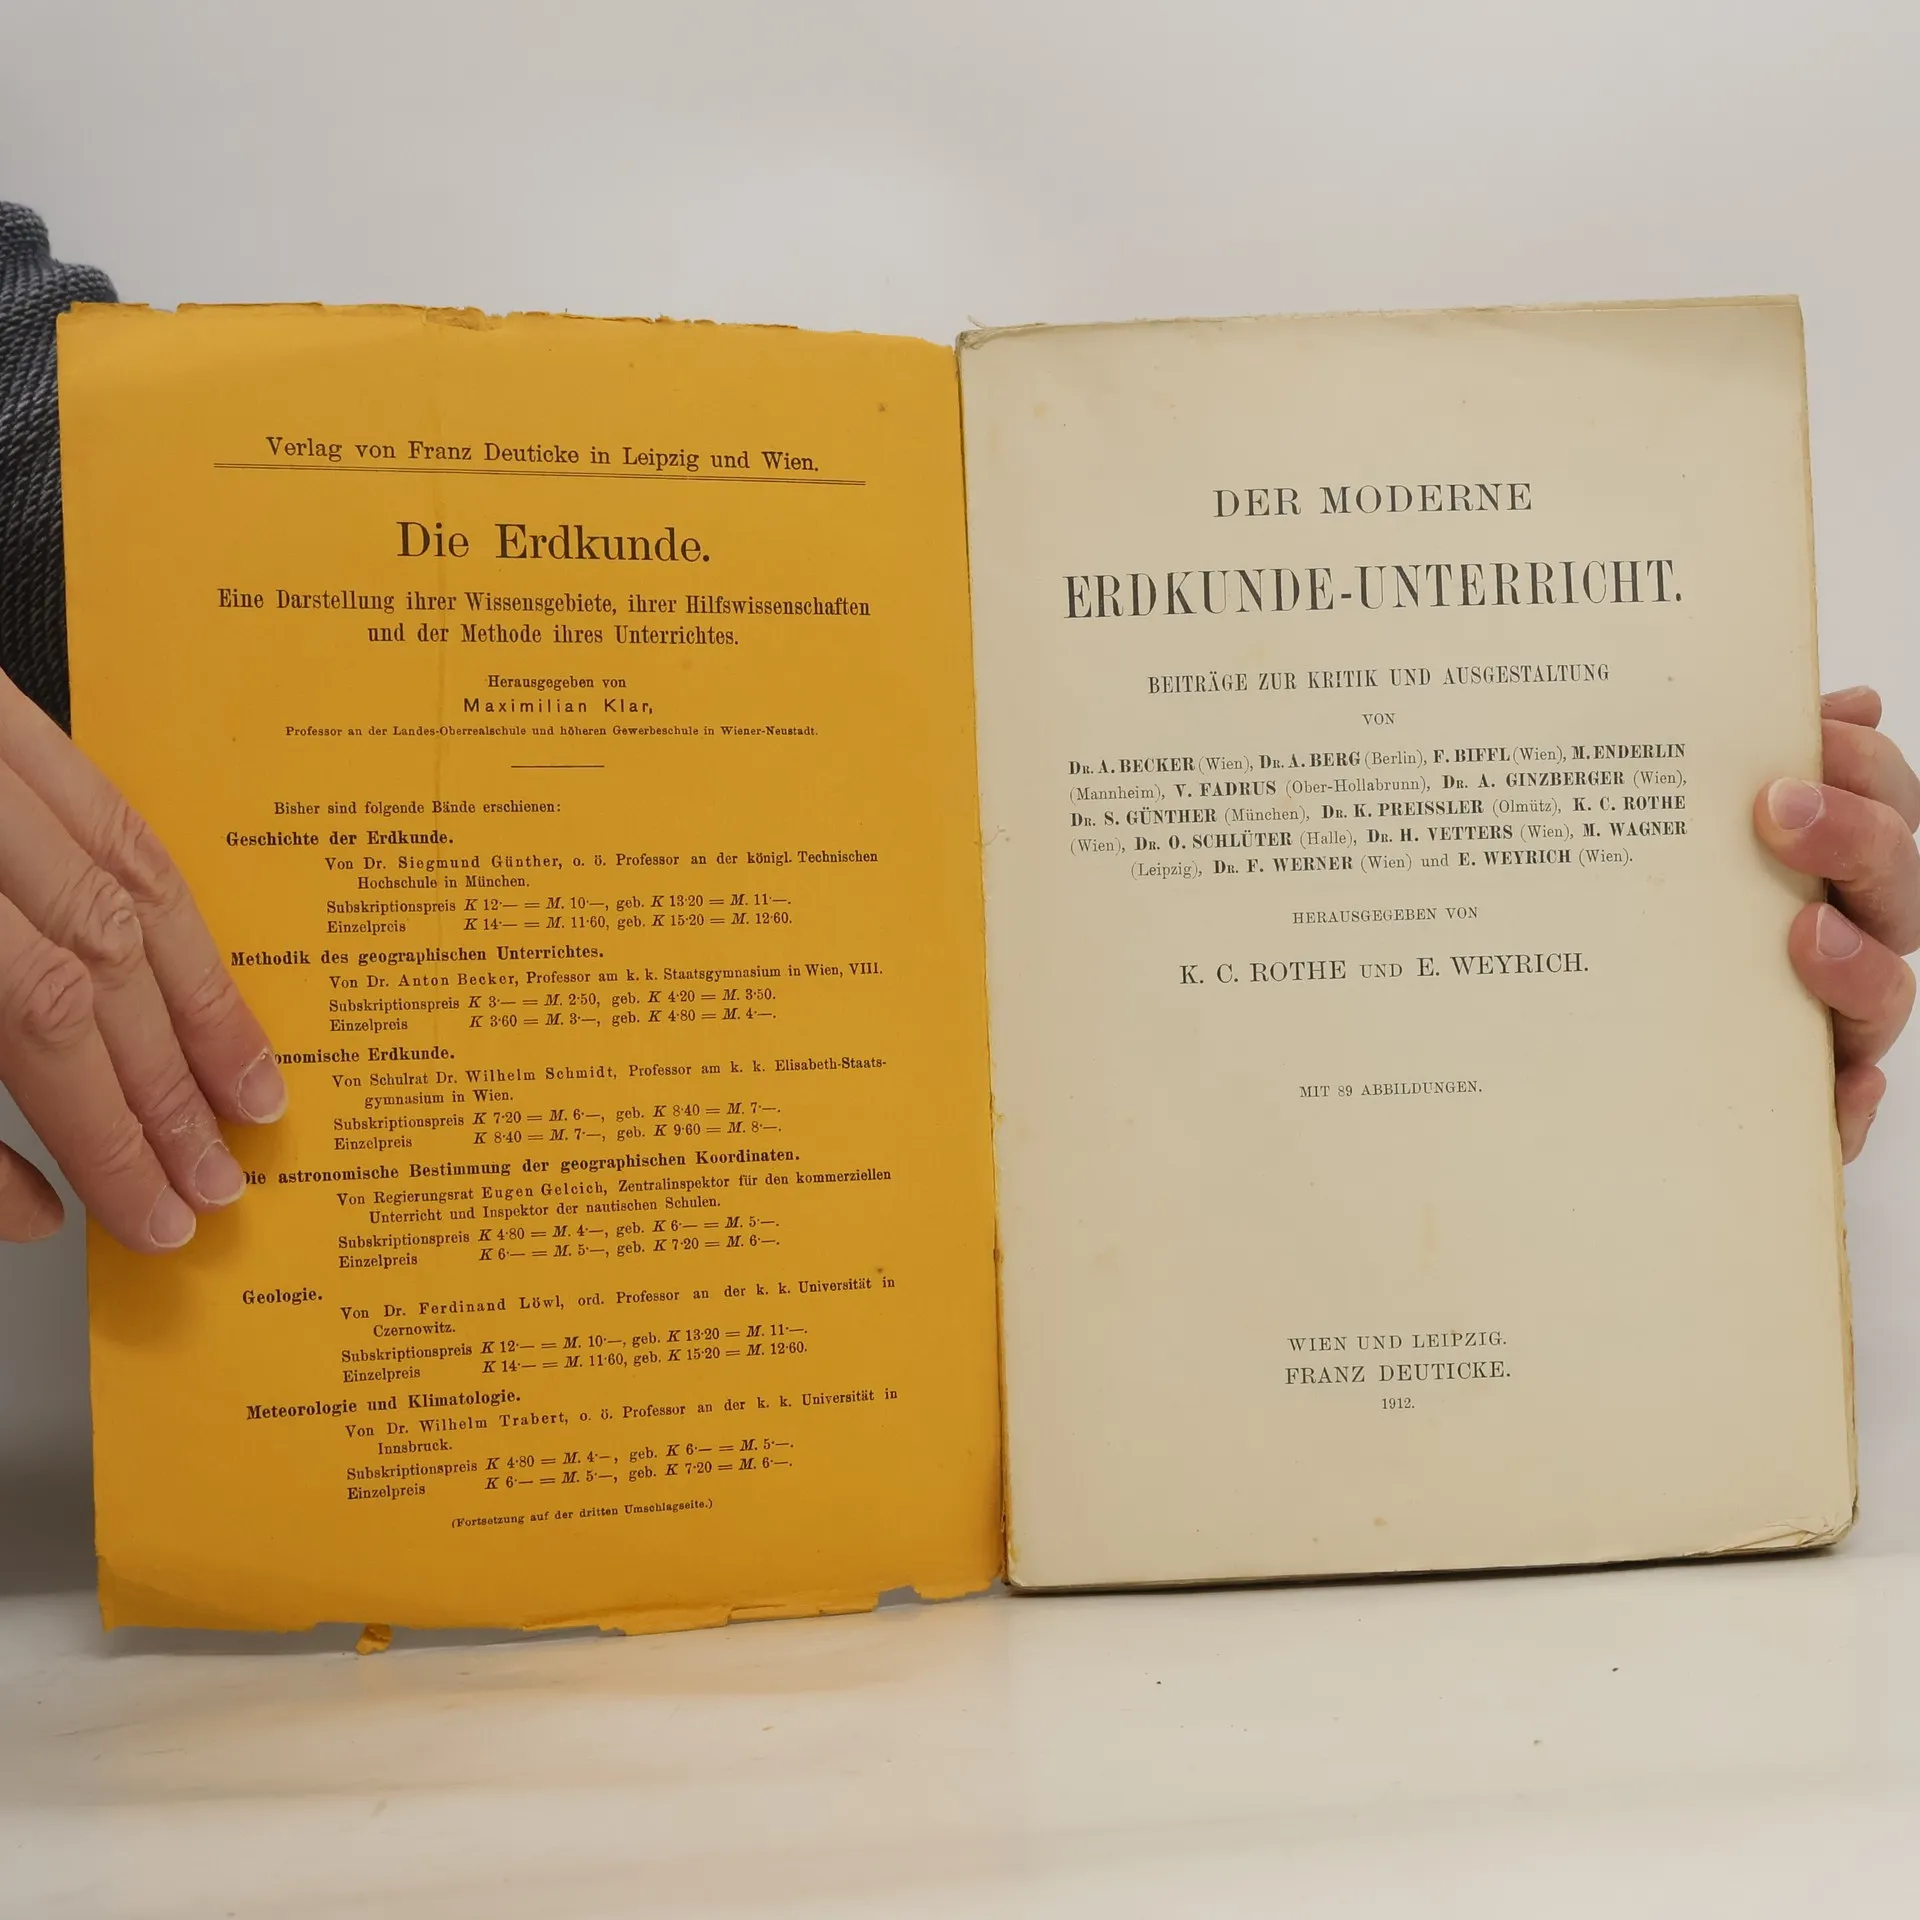 Verlag von Franz Deuticke in Leipzig und Wien.
Die Erdkunde.
Eine Darstellung ihrer Wissensgebiete, ihrer Hilfswissenschaften
und der Methode ihres Unterrichtes.
Herausgegeben von
Maximilian Klar,
Professor an der Landes-Oberrealschule und höheren Gewerbeschule in Wiener-Neustadt.
Bisher sind folgende Bände erschienen:
Geschichte der Erdkunde.
Von Dr. Siegmund Günther, o. ö. Professor an der königl. Technischen
Hochschule in München.
Subskriptionspreis K 12·— = M. 10·—, geb. K 13·20 = M. 11·—.
Einzelpreis K 14·— = M. 11·60, geb. K 15·20 = M. 12·60.
Methodik des geographischen Unterrichtes.
Von Dr. Anton Becker, Professor am k. k. Staatsgymnasium in Wien, VIII.
Subskriptionspreis K 3·— = M. 2·50, geb. K 4·20 = M. 3·50.
Einzelpreis K 3·60 = M. 3·—, geb. K 4·80 = M. 4·—.
onomische Erdkunde.
Von Schulrat Dr. Wilhelm Schmidt, Professor am k. k. Elisabeth-Staats-
gymnasium in Wien.
Subskriptionspreis K 7·20 = M. 6·—, geb. K 8·40 = M. 7·—.
Einzelpreis K 8·40 = M. 7·—, geb. K 9·60 = M. 8·—.
Die astronomische Bestimmung der geographischen Koordinaten.
Von Regierungsrat Eugen Gelcich, Zentralinspektor für den kommerziellen
Unterricht und Inspektor der nautischen Schulen.
Subskriptionspreis K 4·80 = M. 4·—, geb. K 6·— = M. 5·—.
Einzelpreis K 6·— = M. 5·—, geb. K 7·20 = M. 6·—.
Geologie.
Von Dr. Ferdinand Löwl, ord. Professor an der k. k. Universität in
Czernowitz.
Subskriptionspreis K 12·— = M. 10·—, geb. K 13·20 = M. 11·—.
Einzelpreis K 14·— = M. 11·60, geb. K 15·20 = M. 12·60.
Meteorologie und Klimatologie.
Von Dr. Wilhelm Trabert, o. ö. Professor an der k. k. Universität in
Innsbruck.
Subskriptionspreis K 4·80 = M. 4·—, geb. K 6·— = M. 5·—.
Einzelpreis K 6·— = M. 5·—, geb. K 7·20 = M. 6·—.
(Fortsetzung auf der dritten Umschlagseite.)
DER MODERNE
ERDKUNDE-UNTERRICHT.
BEITRÄGE ZUR KRITIK UND AUSGESTALTUNG
VON
DR. A. BECKER (Wien), DR. A. BERG (Berlin), F. BIFFL (Wien), M. ENDERLIN
(Mannheim), V. FADRUS (Ober-Hollabrunn), DR. A. GINZBERGER (Wien),
DR. S. GÜNTHER (München), DR. K. PREISSLER (Olmütz), K. C. ROTHE
(Wien), DR. O. SCHLÜTER (Halle), DR. H. VETTERS (Wien), M. WAGNER
(Leipzig), DR. F. WERNER (Wien) und E. WEYRICH (Wien).
HERAUSGEGEBEN VON
K. C. ROTHE UND E. WEYRICH.
MIT 89 ABBILDUNGEN.
WIEN UND LEIPZIG.
FRANZ DEUTICKE.
1912.